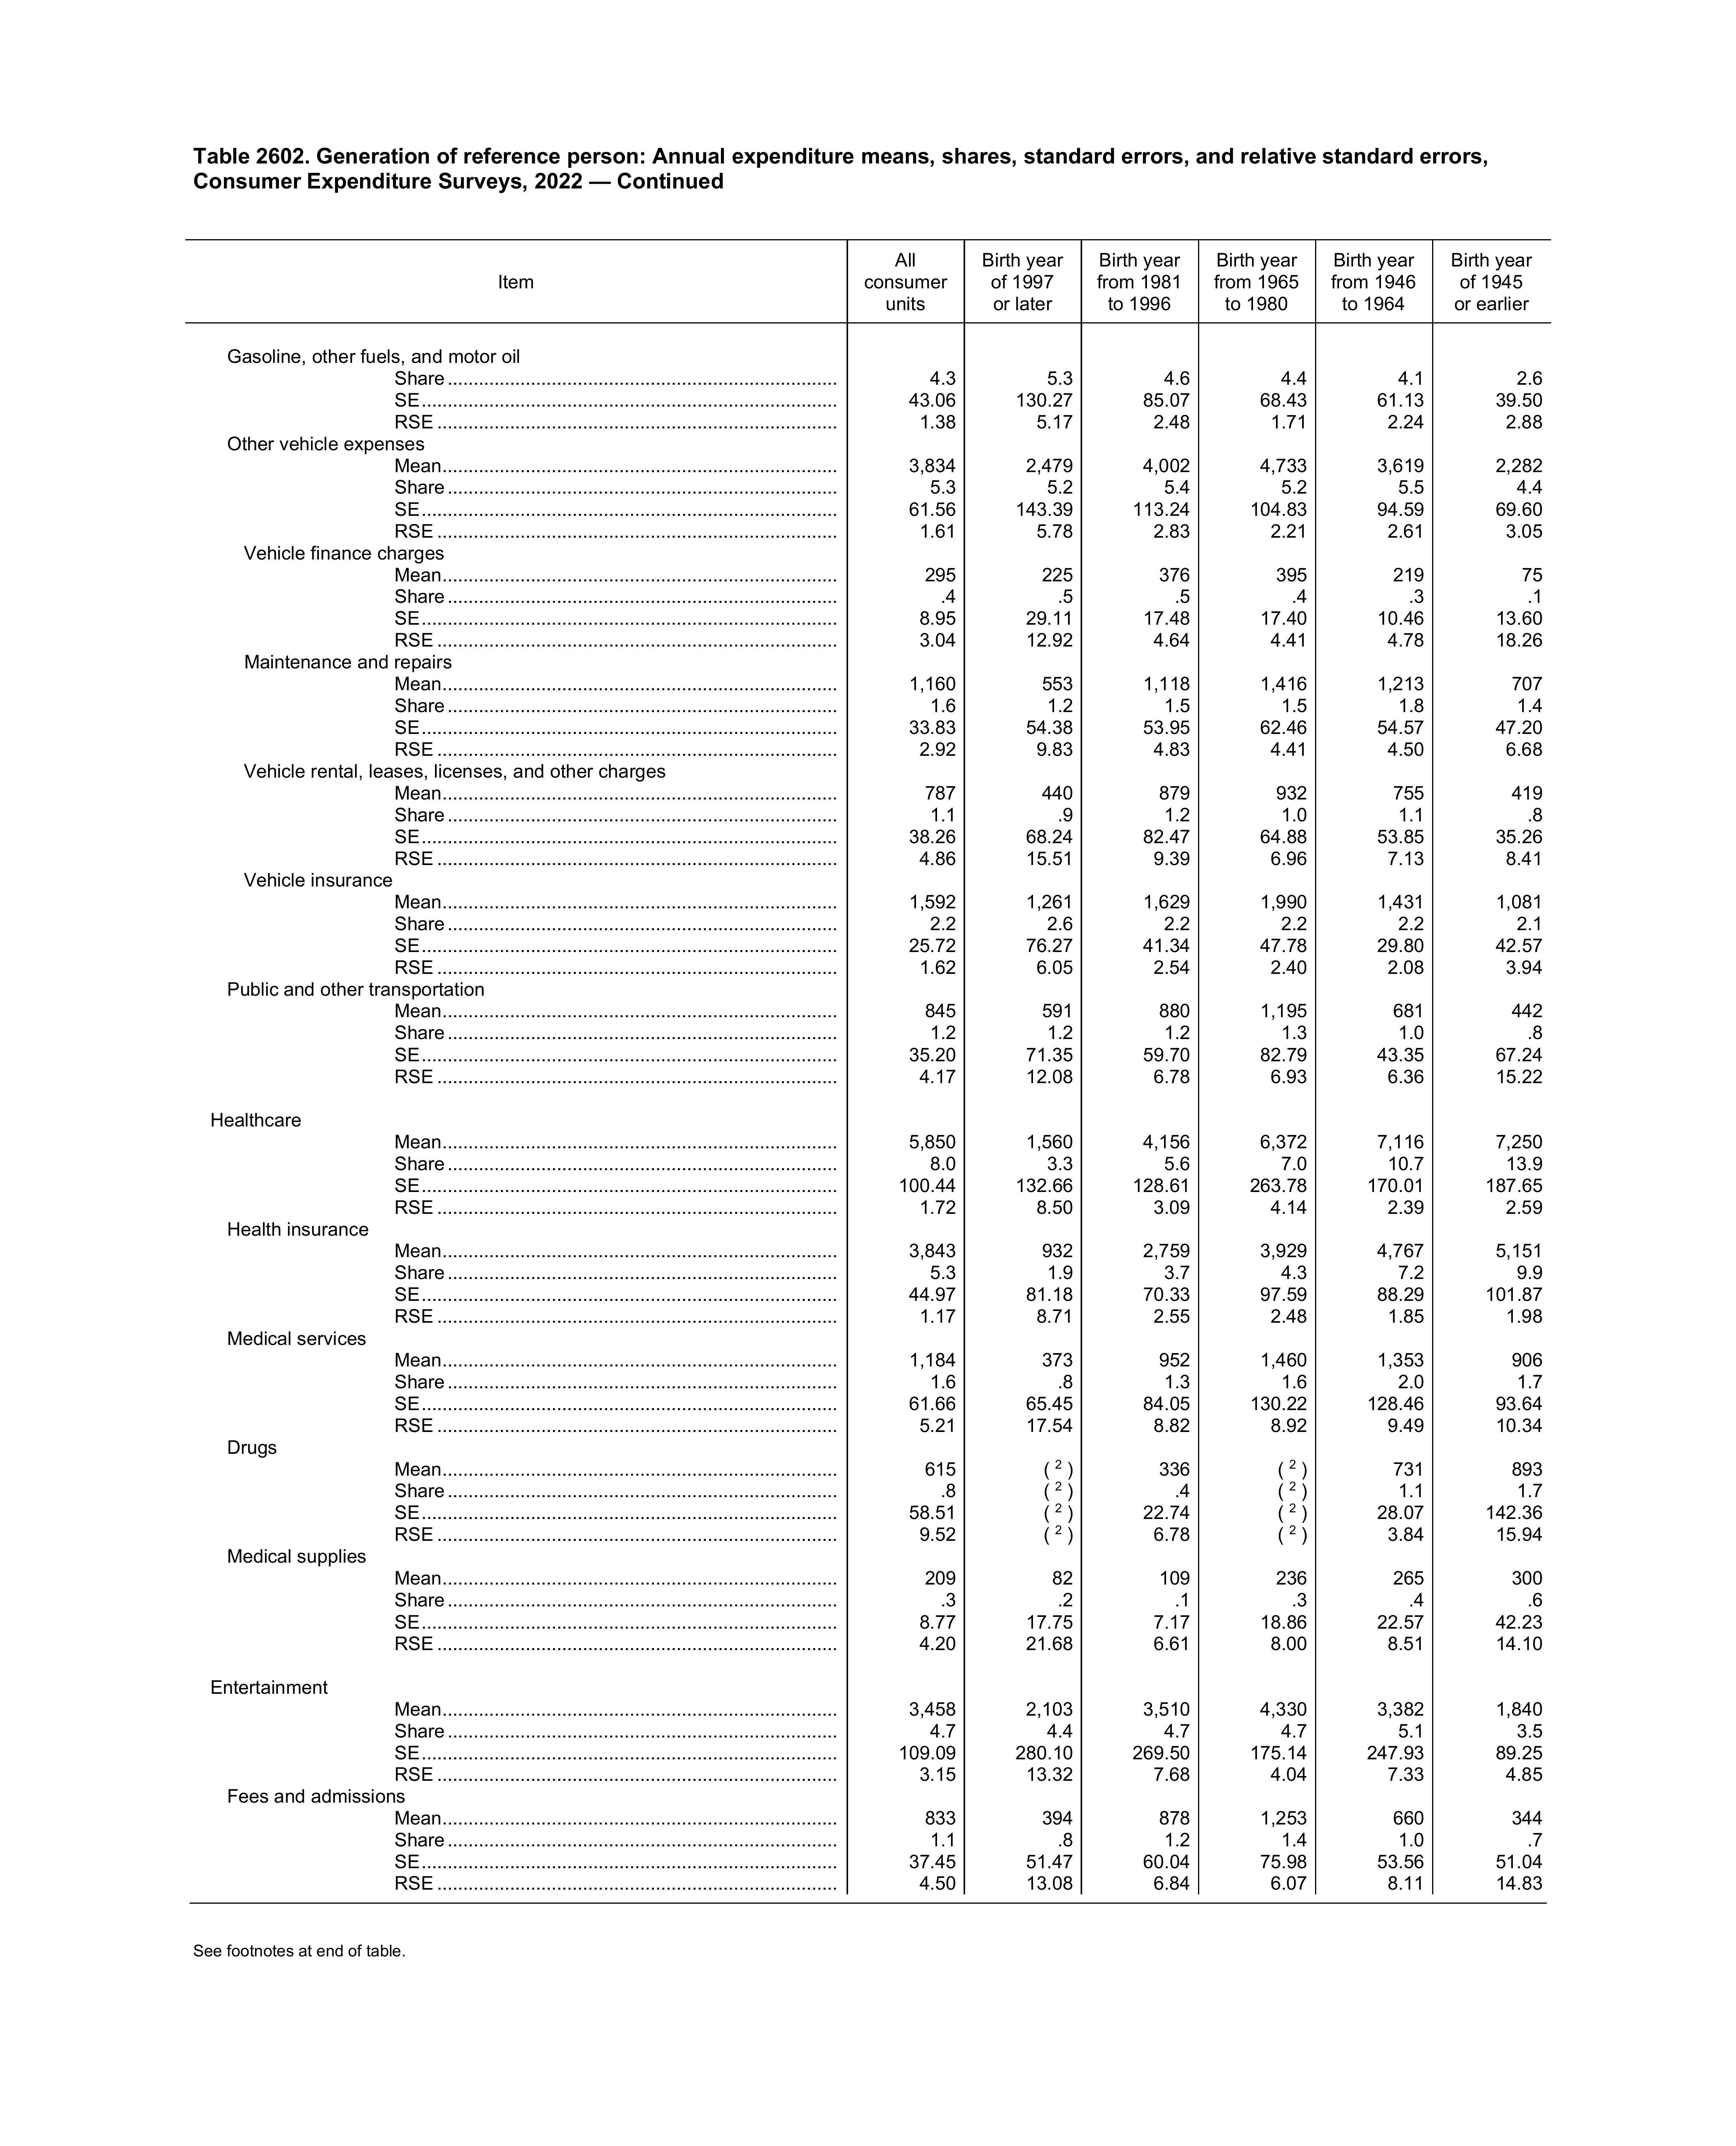 Table 2602. Generation of reference person: Annual expenditure means, shares, standard errors, and relative standard errors,
Consumer Expenditure Surveys, 2022 — Continued
Item All consumer units Birth year of 1997 or later Birth year from 1981 to 1996 Birth year from 1965 to 1980 Birth year from 1946 to 1964 Birth year of 1945 or earlier
Gasoline, other fuels, and motor oil
Share 4.3 5.3 4.6 4.4 4.1 2.6
SE 43.06 130.27 85.07 68.43 61.13 39.50
RSE 1.38 5.17 2.48 1.71 2.24 2.88
Other vehicle expenses
Mean 3,834 2,479 4,002 4,733 3,619 2,282
Share 5.3 5.2 5.4 5.2 5.5 4.4
SE 61.56 143.39 113.24 104.83 94.59 69.60
RSE 1.61 5.78 2.83 2.21 2.61 3.05
Vehicle finance charges
Mean 295 225 376 395 219 75
Share .4 .5 .5 .4 .3 .1
SE 8.95 29.11 17.48 17.40 10.46 13.60
RSE 3.04 12.92 4.64 4.41 4.78 18.26
Maintenance and repairs
Mean 1,160 553 1,118 1,416 1,213 707
Share 1.6 1.2 1.5 1.5 1.8 1.4
SE 33.83 54.38 53.95 62.46 54.57 47.20
RSE 2.92 9.83 4.83 4.41 4.50 6.68
Vehicle rental, leases, licenses, and other charges
Mean 787 440 879 932 755 419
Share 1.1 .9 1.2 1.0 1.1 .8
SE 38.26 68.24 82.47 64.88 53.85 35.26
RSE 4.86 15.51 9.39 6.96 7.13 8.41
Vehicle insurance
Mean 1,592 1,261 1,629 1,990 1,431 1,081
Share 2.2 2.6 2.2 2.2 2.2 2.1
SE 25.72 76.27 41.34 47.78 29.80 42.57
RSE 1.62 6.05 2.54 2.40 2.08 3.94
Public and other transportation
Mean 845 591 880 1,195 681 442
Share 1.2 1.2 1.2 1.3 1.0 .8
SE 35.20 71.35 59.70 82.79 43.35 67.24
RSE 4.17 12.08 6.78 6.93 6.36 15.22
Healthcare
Mean 5,850 1,560 4,156 6,372 7,116 7,250
Share 8.0 3.3 5.6 7.0 10.7 13.9
SE 100.44 132.66 128.61 263.78 170.01 187.65
RSE 1.72 8.50 3.09 4.14 2.39 2.59
Health insurance
Mean 3,843 932 2,759 3,929 4,767 5,151
Share 5.3 1.9 3.7 4.3 7.2 9.9
SE 44.97 81.18 70.33 97.59 88.29 101.87
RSE 1.17 8.71 2.55 2.48 1.85 1.98
Medical services
Mean 1,184 373 952 1,460 1,353 906
Share 1.6 .8 1.3 1.6 2.0 1.7
SE 61.66 65.45 84.05 130.22 128.46 93.64
RSE 5.21 17.54 8.82 8.92 9.49 10.34
Drugs
Mean 615 ( 2 ) 336 ( 2 ) 731 893
Share .8 ( 2 ) .4 ( 2 ) 1.1 1.7
SE 58.51 ( 2 ) 22.74 ( 2 ) 28.07 142.36
RSE 9.52 ( 2 ) 6.78 ( 2 ) 3.84 15.94
Medical supplies
Mean 209 82 109 236 265 300
Share .3 .2 .1 .3 .4 .6
SE 8.77 17.75 7.17 18.86 22.57 42.23
RSE 4.20 21.68 6.61 8.00 8.51 14.10
Entertainment
Mean 3,458 2,103 3,510 4,330 3,382 1,840
Share 4.7 4.4 4.7 4.7 5.1 3.5
SE 109.09 280.10 269.50 175.14 247.93 89.25
RSE 3.15 13.32 7.68 4.04 7.33 4.85
Fees and admissions
Mean 833 394 878 1,253 660 344
Share 1.1 .8 1.2 1.4 1.0 .7
SE 37.45 51.47 60.04 75.98 53.56 51.04
RSE 4.50 13.08 6.84 6.07 8.11 14.83
See footnotes at end of table.